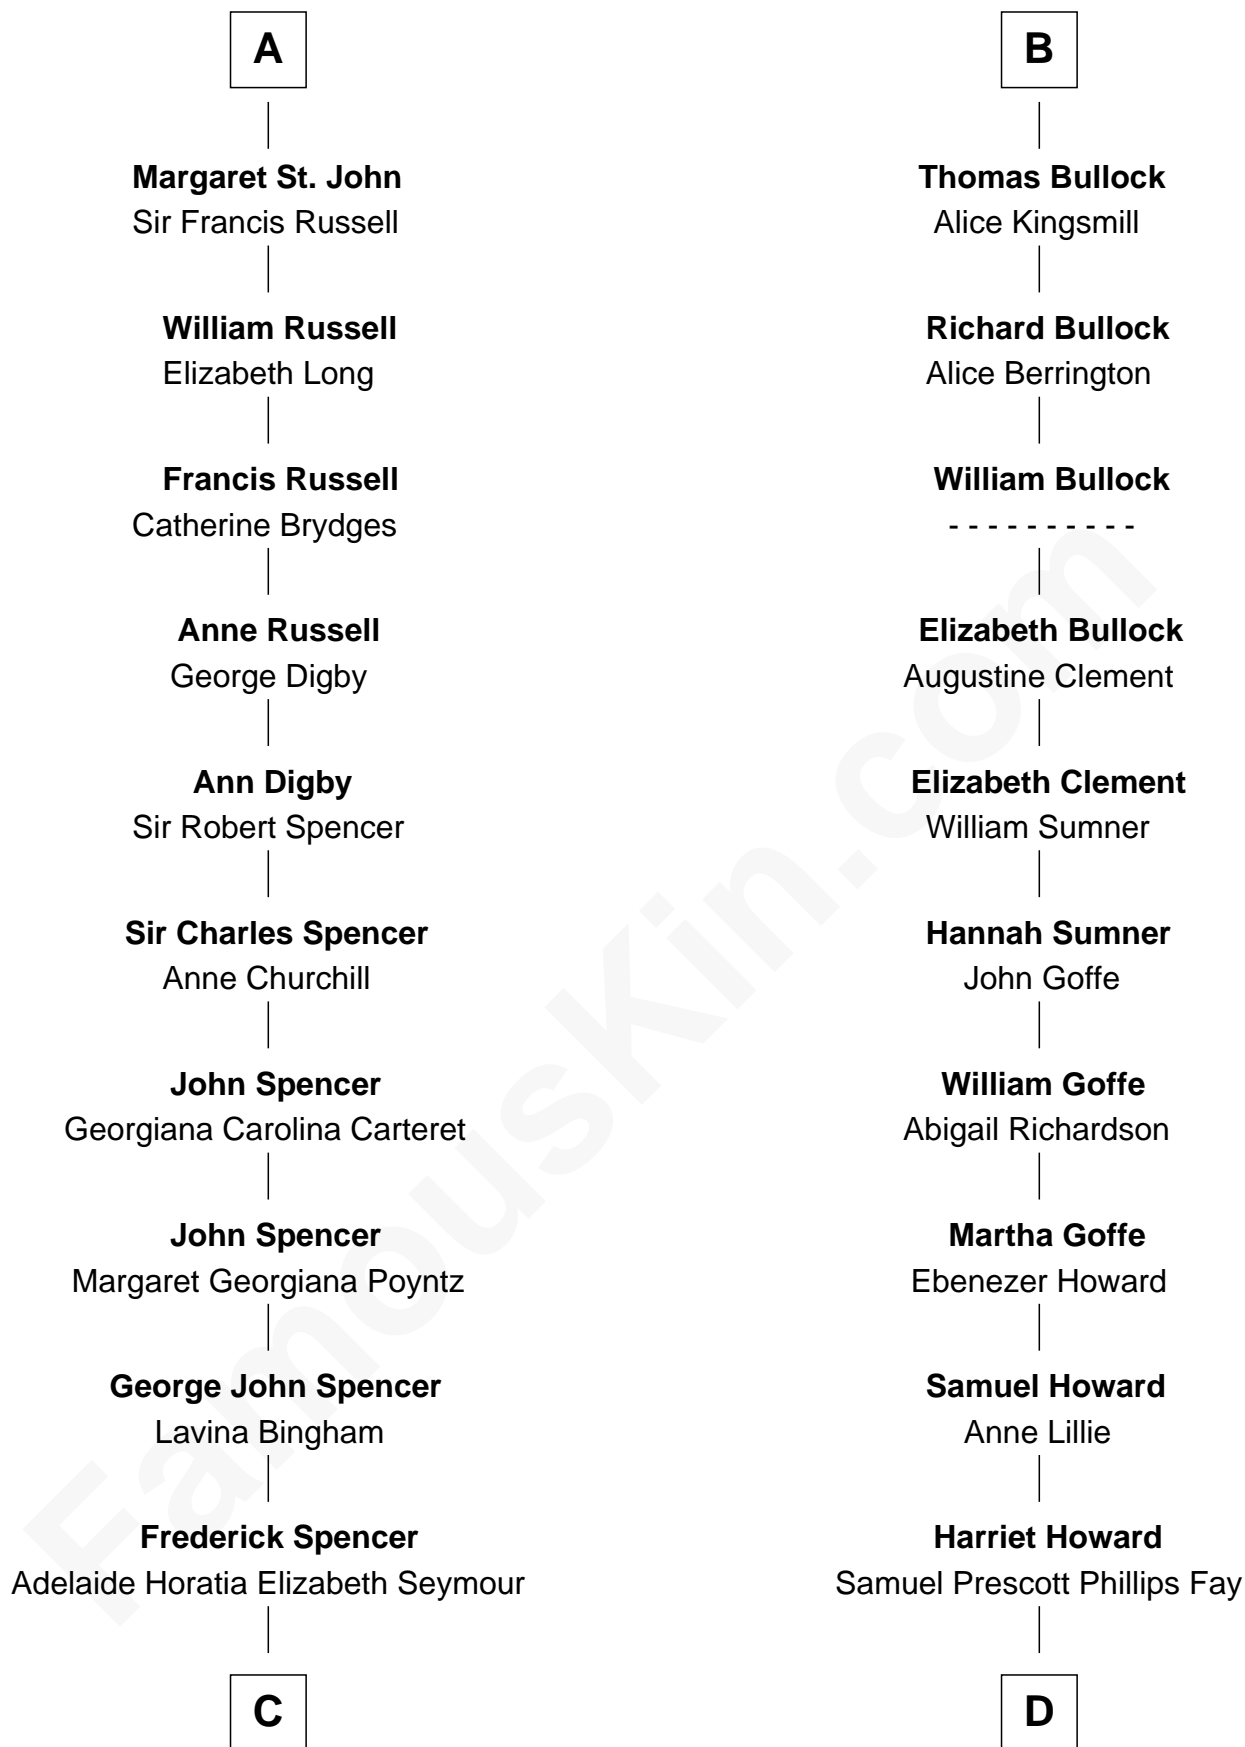 A
Margaret St. John
Sir Francis Russell
William Russell
Elizabeth Long
Francis Russell
Catherine Brydges
Anne Russell
George Digby
Ann Digby
Sir Robert Spencer
Sir Charles Spencer
Anne Churchill
John Spencer
Georgiana Carolina Carteret
John Spencer
Margaret Georgiana Poyntz
George John Spencer
Lavina Bingham
Frederick Spencer
Adelaide Horatia Elizabeth Seymour
C
B
Thomas Bullock
Alice Kingsmill
Richard Bullock
Alice Berrington
William Bullock
- - - - - - - - - -
Elizabeth Bullock
Augustine Clement
Elizabeth Clement
William Sumner
Hannah Sumner
John Goffe
William Goffe
Abigail Richardson
Martha Goffe
Ebenezer Howard
Samuel Howard
Anne Lillie
Harriet Howard
Samuel Prescott Phillips Fay
D
FamousKin.com